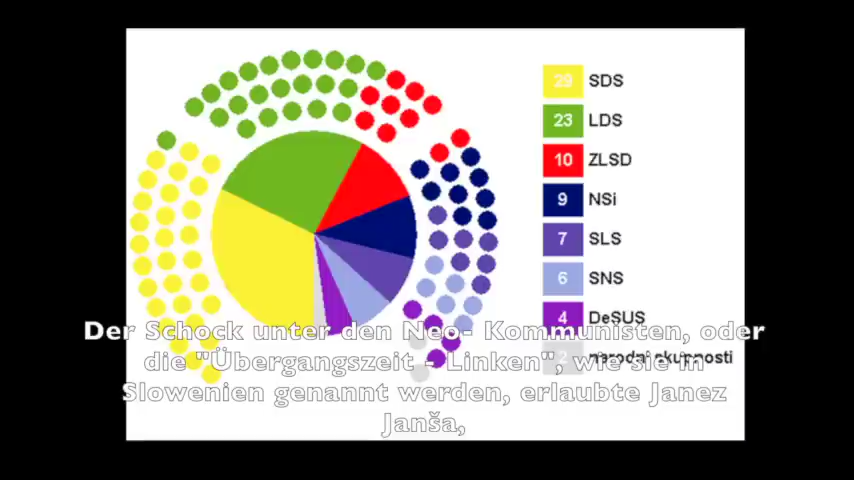 29 SDS
23 LDS
10 ZLSD
9 NSi
7 SLS
6 SNS
4 DeSUS
2 narodni skupnosti
Der Schock unter den Neo- Kommunisten, oder
die "Übergangszeit - Linken", wie sie in
Slowenien genannt werden, erlaubte Janez
Janša,